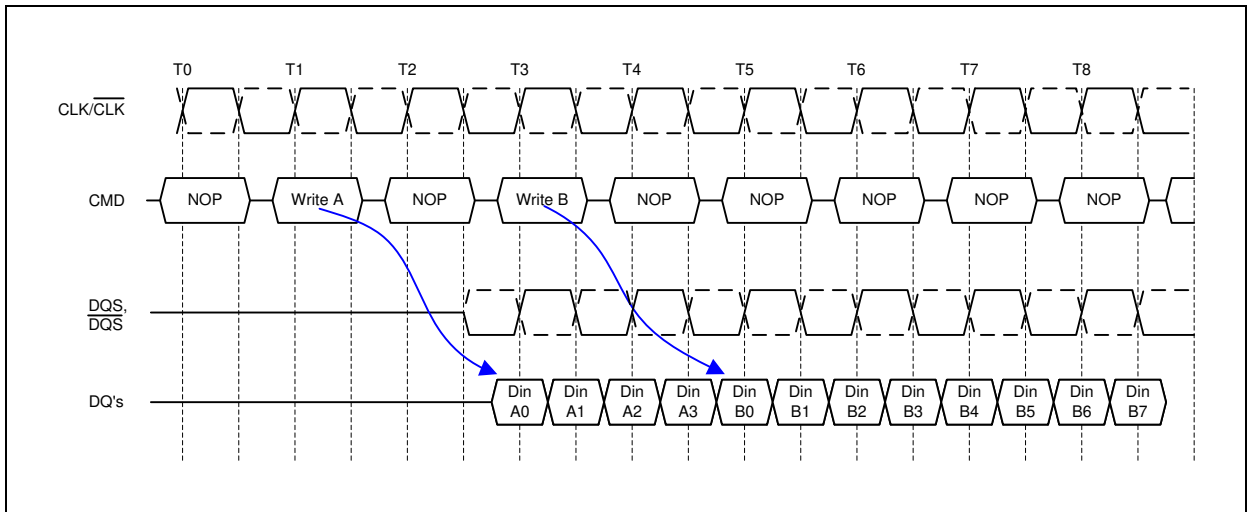 T0 T1 T2 T3 T4 T5 T6 T7 T8
CLK/CLK
CMD NOP Write A NOP Write B NOP NOP NOP NOP NOP
DQS,
DQS
DQ's Din Din Din Din Din Din Din Din Din Din Din Din
A0 A1 A2 A3 B0 B1 B2 B3 B4 B5 B6 B7